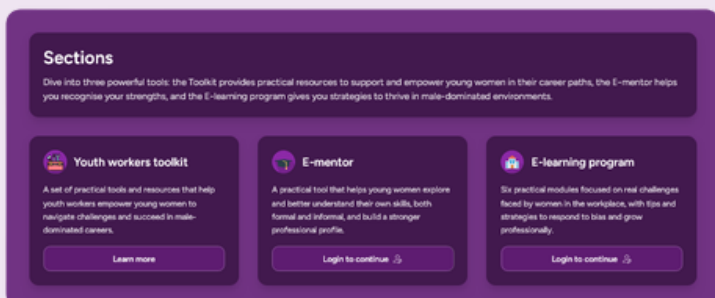 Sections
Dive into three powerful tools: the Toolkit provides practical resources to support and empower young women in their career paths, the E-mentor helps
you recognise your strengths, and the E-learning program gives you strategies to thrive in male-dominated environments.
Youth workers toolkit
A set of practical tools and resources that help
youth workers empower young women to
navigate challenges and succeed in male-
dominated careers.
Learn more
E-mentor
A practical tool that helps young women explore
and better understand their own skills, both
formal and informal, and build a stronger
professional profile.
Login to continue
E-learning program
Six practical modules focused on real challenges
faced by women in the workplace, with tips and
strategies to respond to bias and grow
professionally.
Login to continue